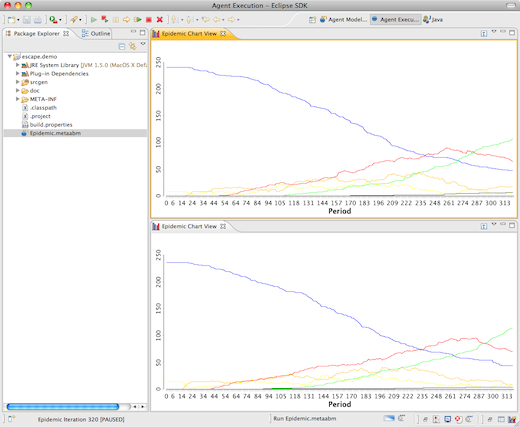 Agent Execution – Eclipse SDK
Agent Model... Agent Execu... Java
Package Explorer Outline
escape.demo
JRE System Library [JVM 1.5.0 (MacOS X Def
Plug-in Dependencies
srcgen
doc
META-INF
.classpath
.project
build.properties
Epidemic.metaabm
Epidemic Chart View
250
200
150
100
50
0
0 6 14 24 34 44 54 64 74 84 94 104 118 131 144 157 170 183 196 209 222 235 248 261 274 287 300 313
Period
Epidemic Chart View
250
200
150
100
50
0
0 6 14 24 34 44 54 64 74 84 94 104 118 131 144 157 170 183 196 209 222 235 248 261 274 287 300 313
Period
Epidemic Iteration 320 [PAUSED]
Run Epidemic.metaabm